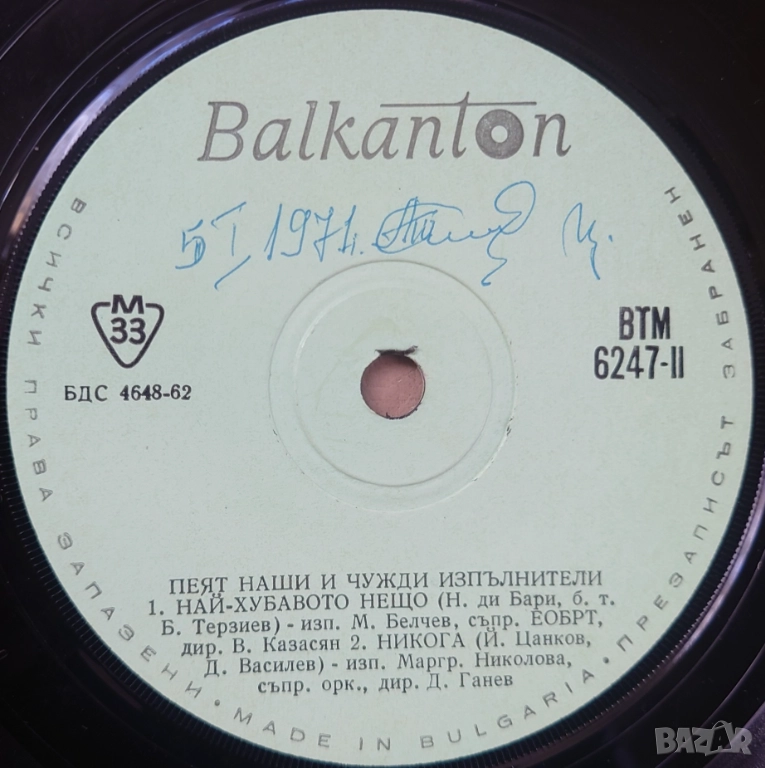 Balkanton
5 I 1971.
М
33
БДС 4648-62
ВТМ
6247-II
ПЕЯТ НАШИ И ЧУЖДИ ИЗПЪЛНИТЕЛИ
1. НАЙ-ХУБАВОТО НЕЩО (Н. ди Бари, б. т.
Б. Терзиев) - изп. М. Белчев, съпр. ЕОБРТ,
дир. В. Казасян 2. НИКОГА (Й. Цанков,
Д. Василев) - изп. Маргр. Николова,
съпр. орк., дир. Д. Ганев
ВСИЧКИ ПРАВА ЗАПАЗЕНИ • MADE IN BULGARIA • ПРЕЗАПИСЪТ ЗАБРАНЕН
BAZAR